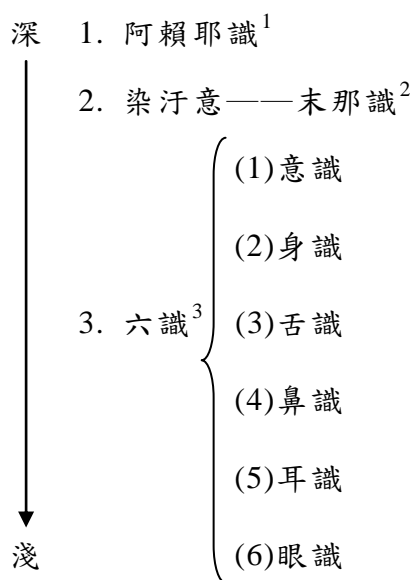 深 1. 阿賴耶識1
2. 染汙意——末那識2
(1)意識
(2)身識
3. 六識3 (3)舌識
(4)鼻識
(5)耳識
淺 (6)眼識